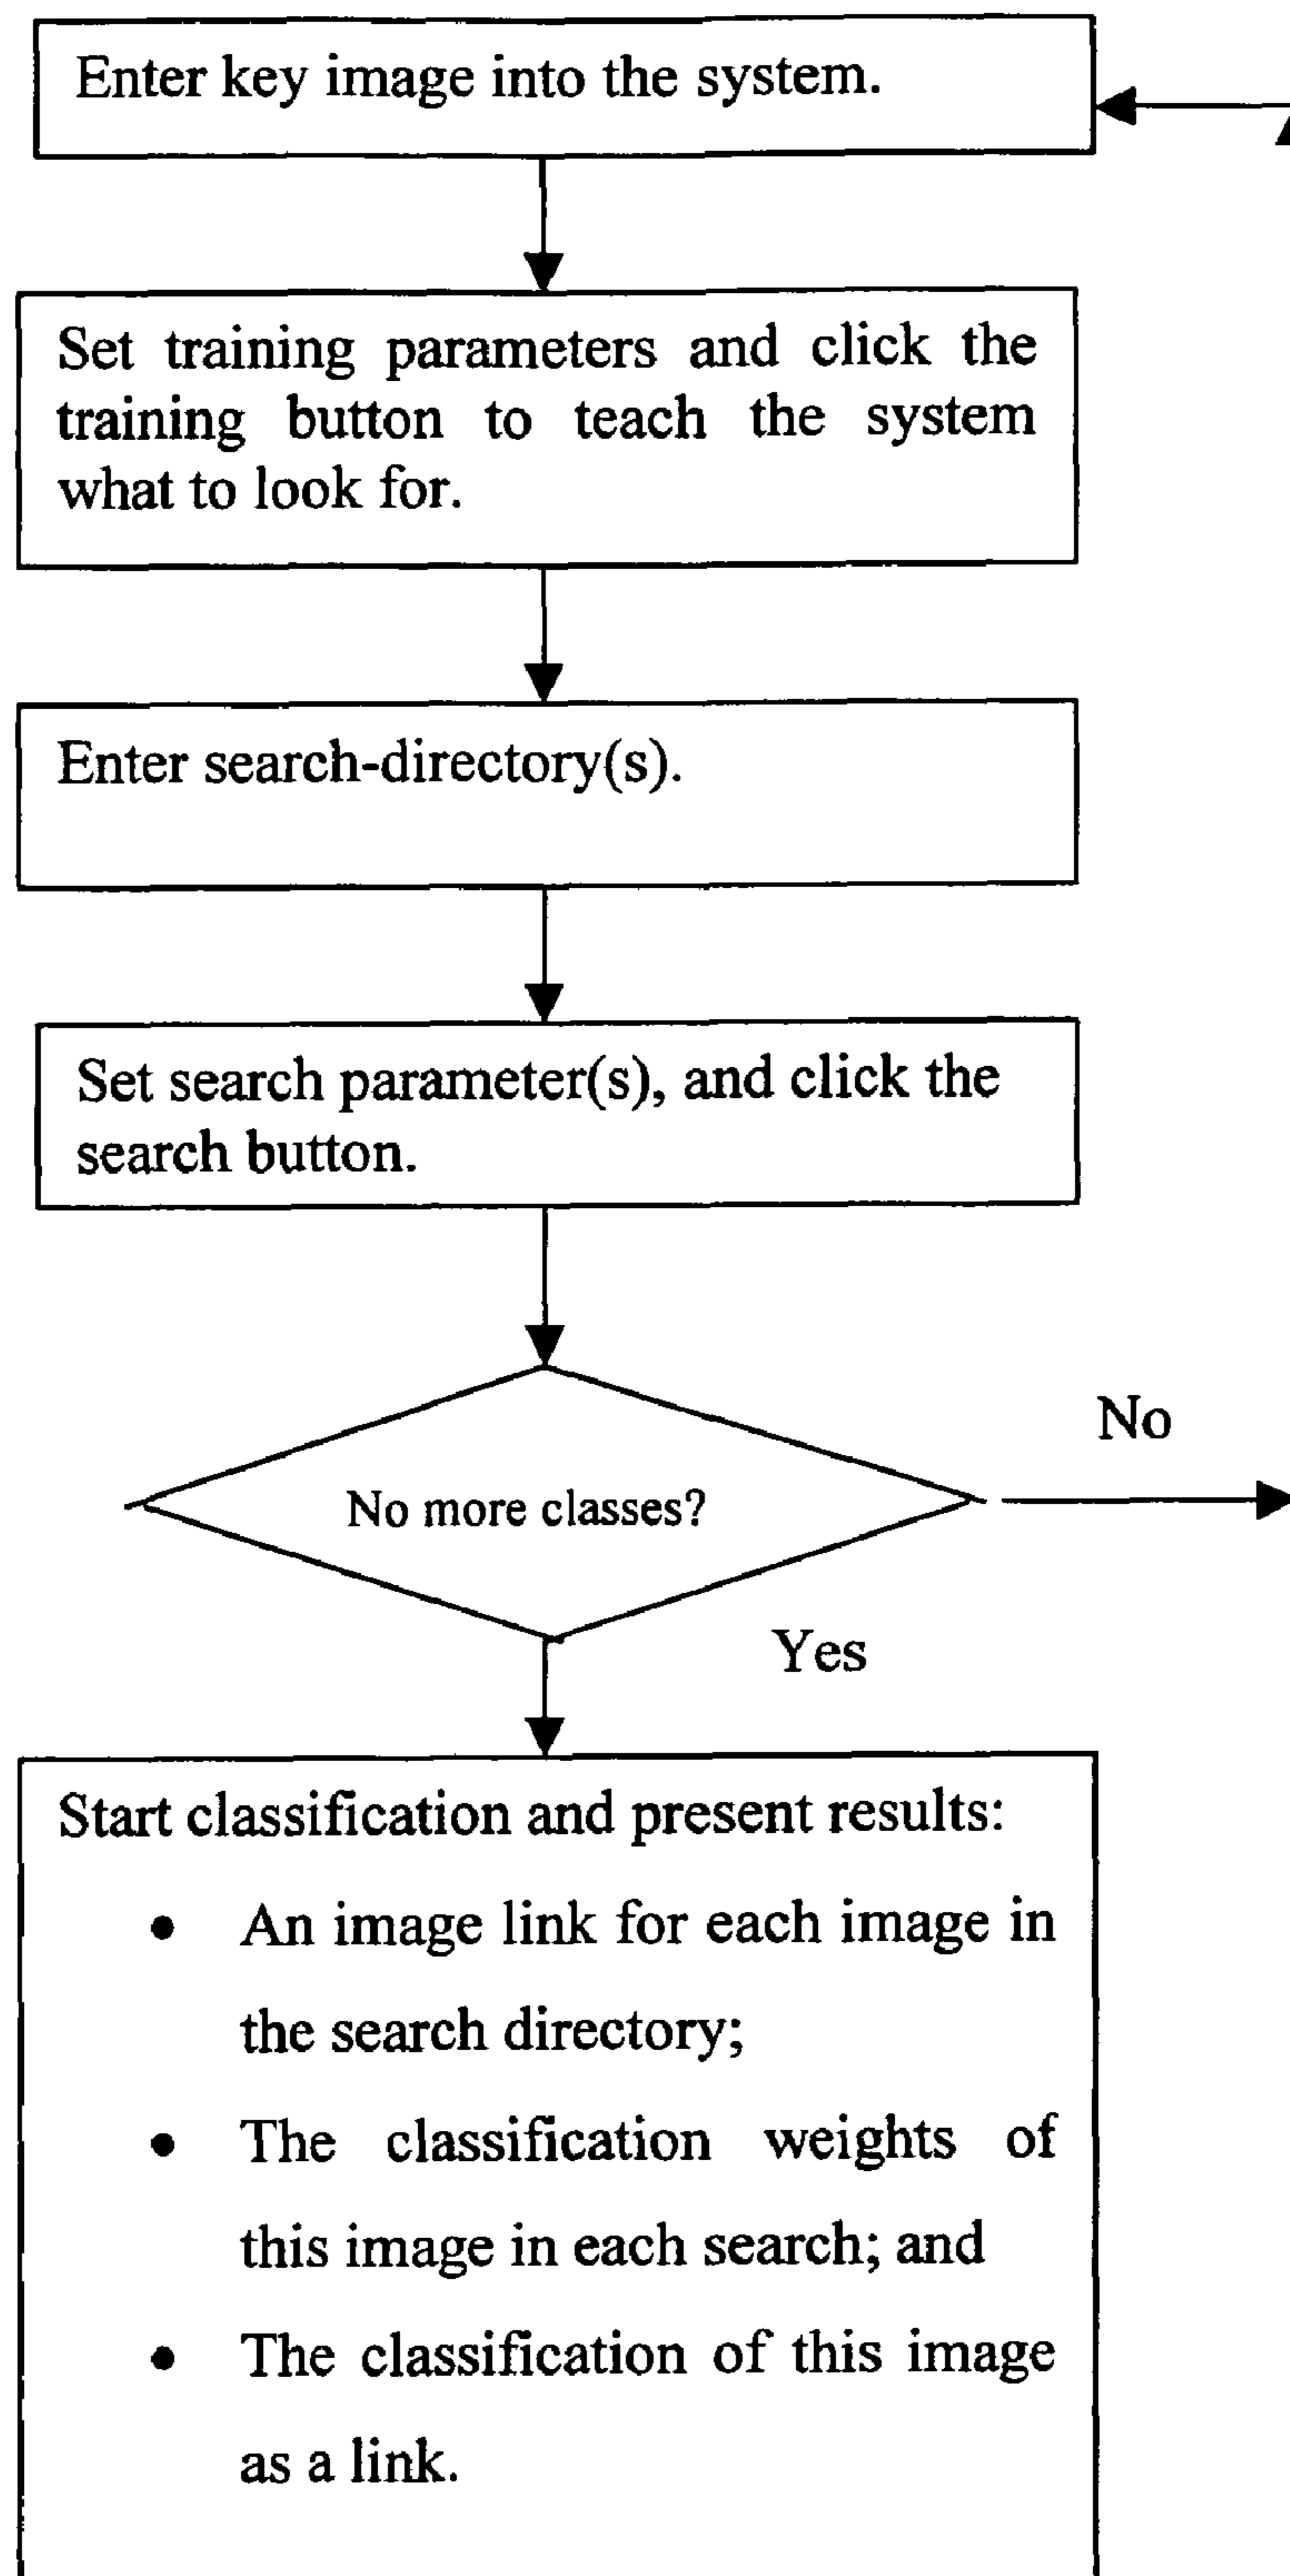 Enter key image into the system.
Set training parameters and click the
training button to teach the system
what to look for.
Enter search-directory(s).
Set search parameter(s), and click the
search button.
No
No more classes?
Yes
Start classification and present results:
• An image link for each image in
the search directory;
• The classification weights of
this image in each search; and
• The classification of this image
as a link.